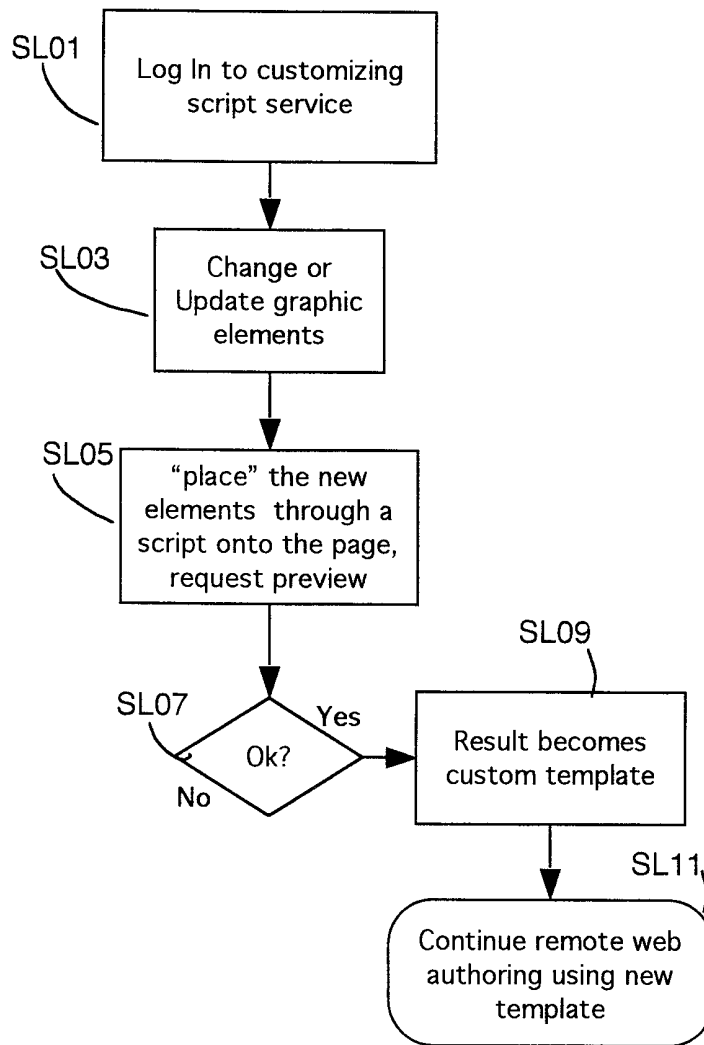 SL01
Log In to customizing
script service
SL03
Change or
Update graphic
elements
SL05
“place” the new
elements through a
script onto the page,
request preview
SL07
Ok?
Yes
No
SL09
Result becomes
custom template
SL11
Continue remote web
authoring using new
template